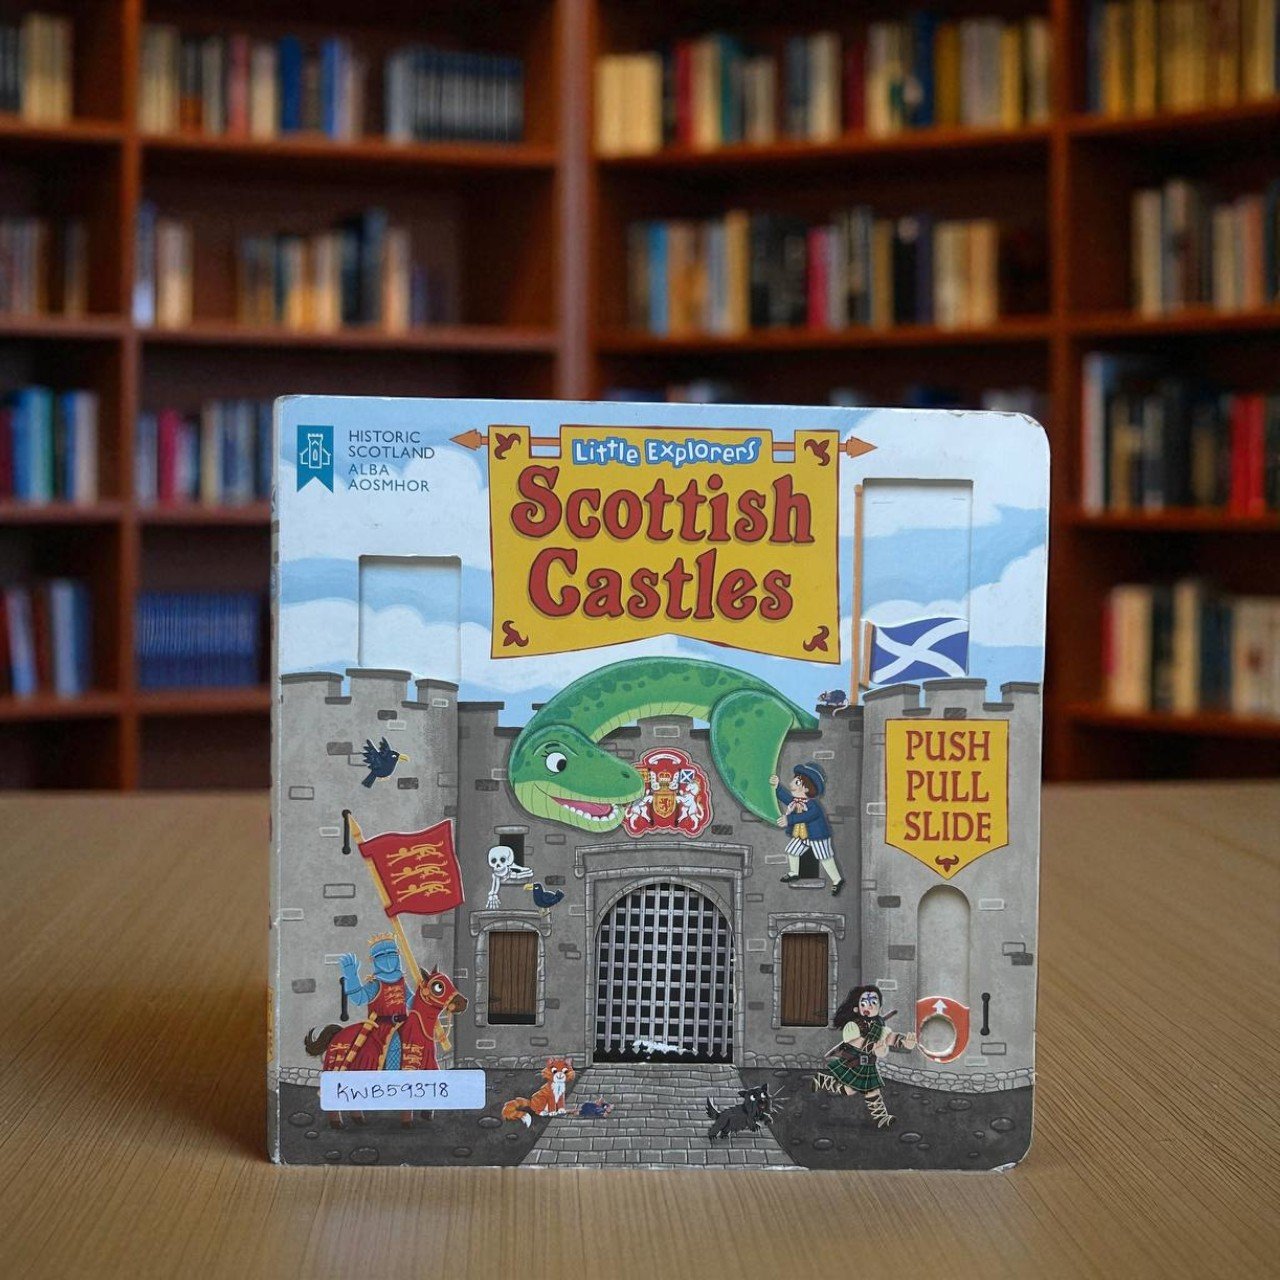 HISTORIC
SCOTLAND
ALBA
AOSMHOR
Little Explorers
Scottish
Castles
PUSH
PULL
SLIDE
KWB59378